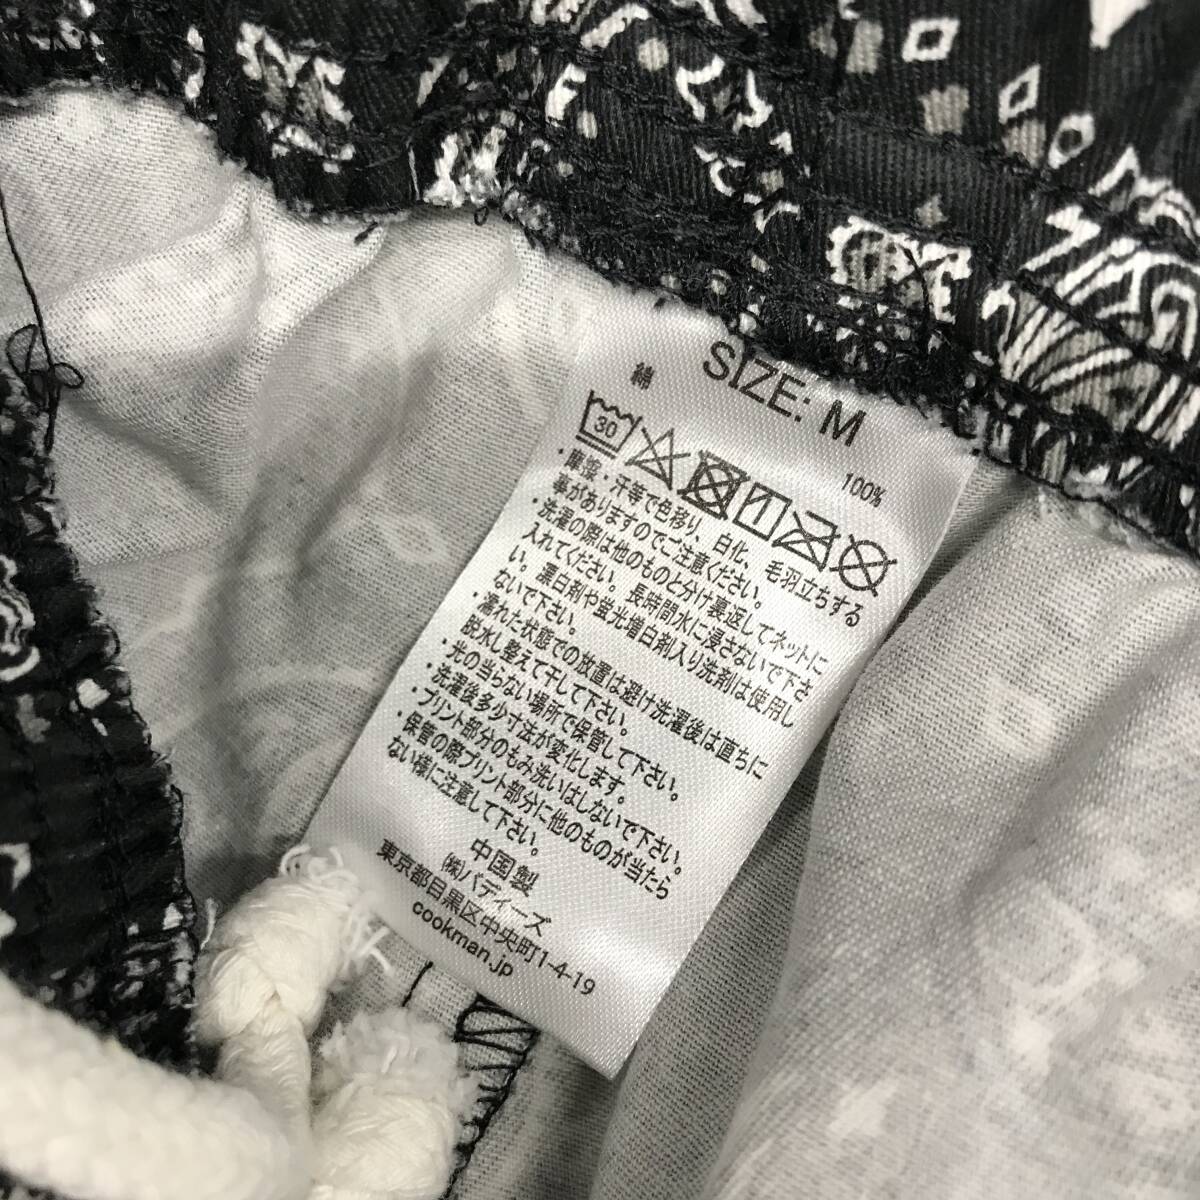 SIZE: M
綿 100%
30
・摩擦・汗等で色移り、白化、毛羽立ちする
事がありますのでご注意ください。
・洗濯の際は他のものと分け裏返してネットに
入れてください。長時間水に浸さないで下さ
い。漂白剤や蛍光増白剤入り洗剤は使用し
ないで下さい。
・濡れた状態での放置は避け洗濯後は直ちに
脱水し整えて干して下さい。
・光の当らない場所で保管して下さい。
・洗濯後多少寸法が変化します。
・プリント部分のもみ洗いはしないで下さい。
・保管の際プリント部分に他のものが当たら
ない様に注意して下さい。
中国製
(株)バディーズ
東京都目黒区中央町1-4-19
cookman.jp